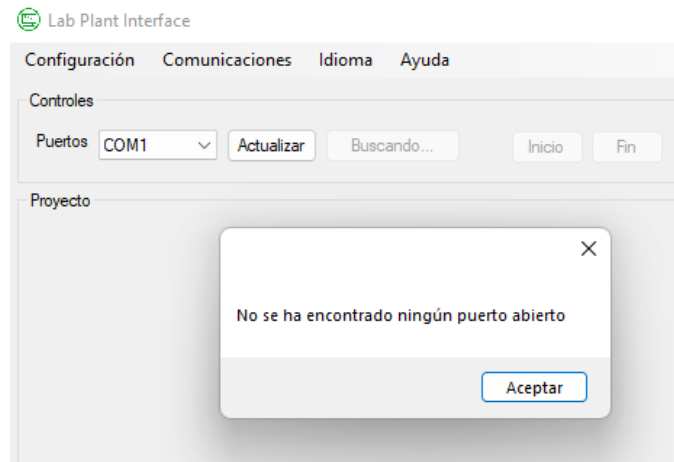 Lab Plant Interface
Configuración Comunicaciones Idioma Ayuda
Controles
Puertos COM1 Actualizar Buscando... Inicio Fin
Proyecto
No se ha encontrado ningún puerto abierto
Aceptar